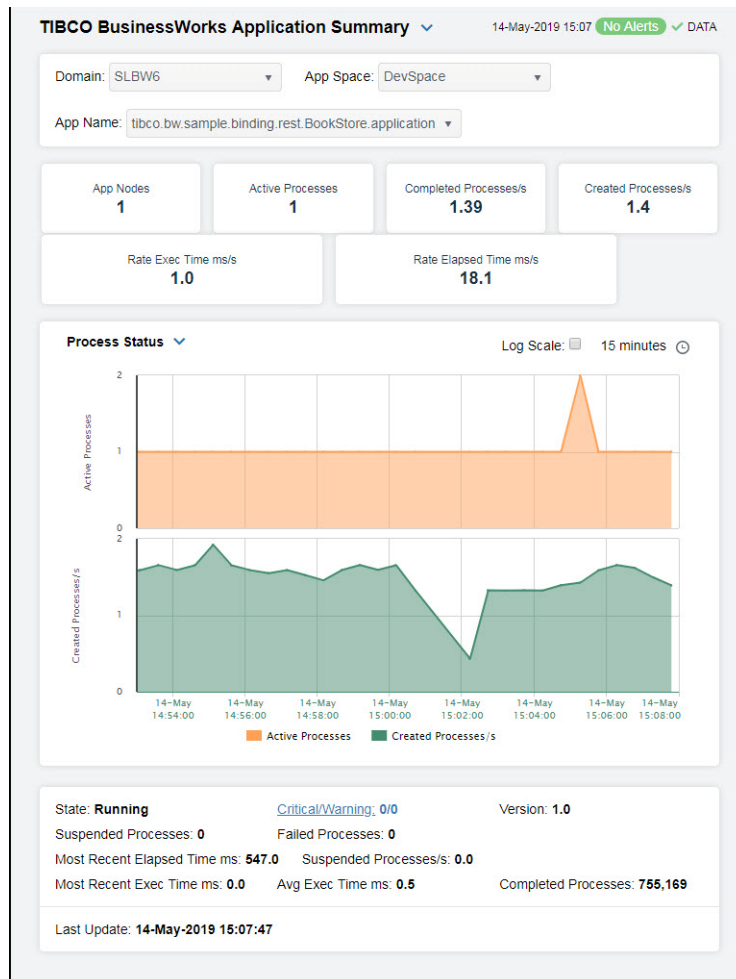 TIBCO BusinessWorks Application Summary 14-May-2019 15:07 No Alerts DATA
Domain: SLBW6 App Space: DevSpace
App Name: tibco.bw.sample.binding.rest.BookStore.application
App Nodes Active Processes Completed Processes/s Created Processes/s
1 1 1.39 1.4
Rate Exec Time ms/s Rate Elapsed Time ms/s
1.0 18.1
Process Status Log Scale: 15 minutes
2
Active Processes
1
0
2
Created Processes/s
1
0
14-May 14-May 14-May 14-May 14-May 14-May 14-May 14-May
14:54:00 14:56:00 14:58:00 15:00:00 15:02:00 15:04:00 15:06:00 15:08:00
Active Processes Created Processes/s
State: Running Critical/Warning: 0/0 Version: 1.0
Suspended Processes: 0 Failed Processes: 0
Most Recent Elapsed Time ms: 547.0 Suspended Processes/s: 0.0
Most Recent Exec Time ms: 0.0 Avg Exec Time ms: 0.5 Completed Processes: 755,169
Last Update: 14-May-2019 15:07:47